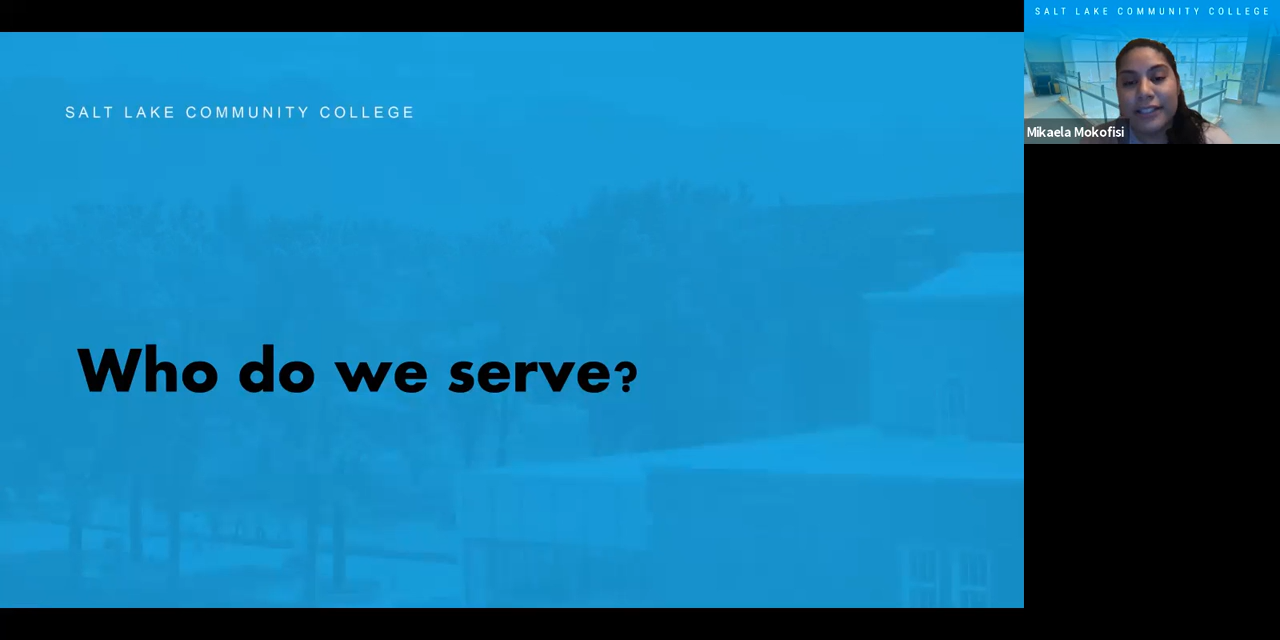 SALT LAKE COMMUNITY COLLEGE
Who do we serve?
SALT LAKE COMMUNITY COLLEGE
Mikaela Mokofisi